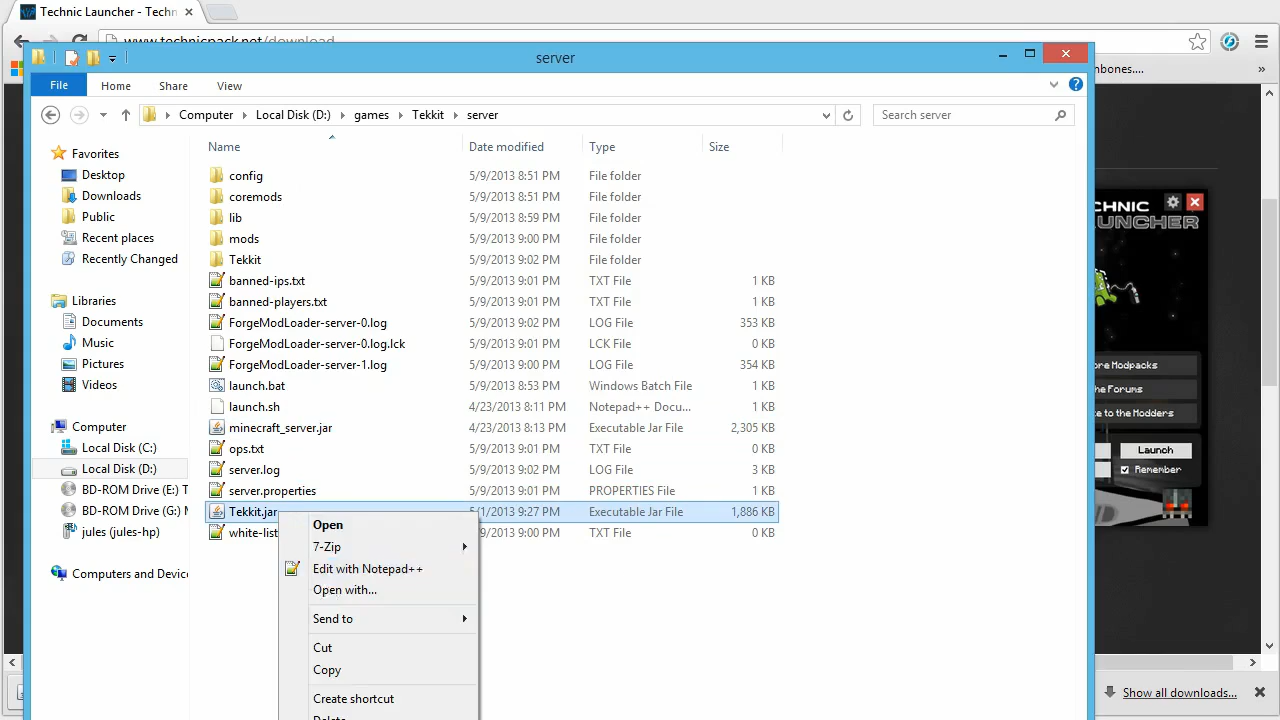 Technic Launcher - Techn
www.technicpack.net/download
server
File Home Share View
Computer Local Disk (D:) games Tekkit server
Search server
Name Date modified Type Size
Favorites
Desktop
Downloads
Public
Recent places
Recently Changed
Libraries
Documents
Music
Pictures
Videos
Computer
Local Disk (C:)
Local Disk (D:)
BD-ROM Drive (E:) T
BD-ROM Drive (G:) M
jules (jules-hp)
Computers and Device
config 5/9/2013 8:51 PM File folder
coremods 5/9/2013 8:51 PM File folder
lib 5/9/2013 8:59 PM File folder
mods 5/9/2013 9:00 PM File folder
Tekkit 5/9/2013 9:02 PM File folder
banned-ips.txt 5/9/2013 9:01 PM TXT File 1 KB
banned-players.txt 5/9/2013 9:01 PM TXT File 1 KB
ForgeModLoader-server-0.log 5/9/2013 9:02 PM LOG File 353 KB
ForgeModLoader-server-0.log.lck 5/9/2013 9:01 PM LCK File 0 KB
ForgeModLoader-server-1.log 5/9/2013 9:00 PM LOG File 354 KB
launch.bat 5/9/2013 8:53 PM Windows Batch File 1 KB
launch.sh 4/23/2013 8:11 PM Notepad++ Docu... 1 KB
minecraft_server.jar 4/23/2013 8:13 PM Executable Jar File 2,305 KB
ops.txt 5/9/2013 9:01 PM TXT File 0 KB
server.log 5/9/2013 9:02 PM LOG File 3 KB
server.properties 5/9/2013 9:01 PM PROPERTIES File 1 KB
Tekkit.jar /1/2013 9:27 PM Executable Jar File 1,886 KB
white-list /9/2013 9:00 PM TXT File 0 KB
Open
7-Zip
Edit with Notepad++
Open with...
Send to
Cut
Copy
Create shortcut
Delete
nbones....
»
CHNIC
LAUNCHER
ore Modpacks
the Forums
te to the Modders
Launch
Remember
Show all downloads...